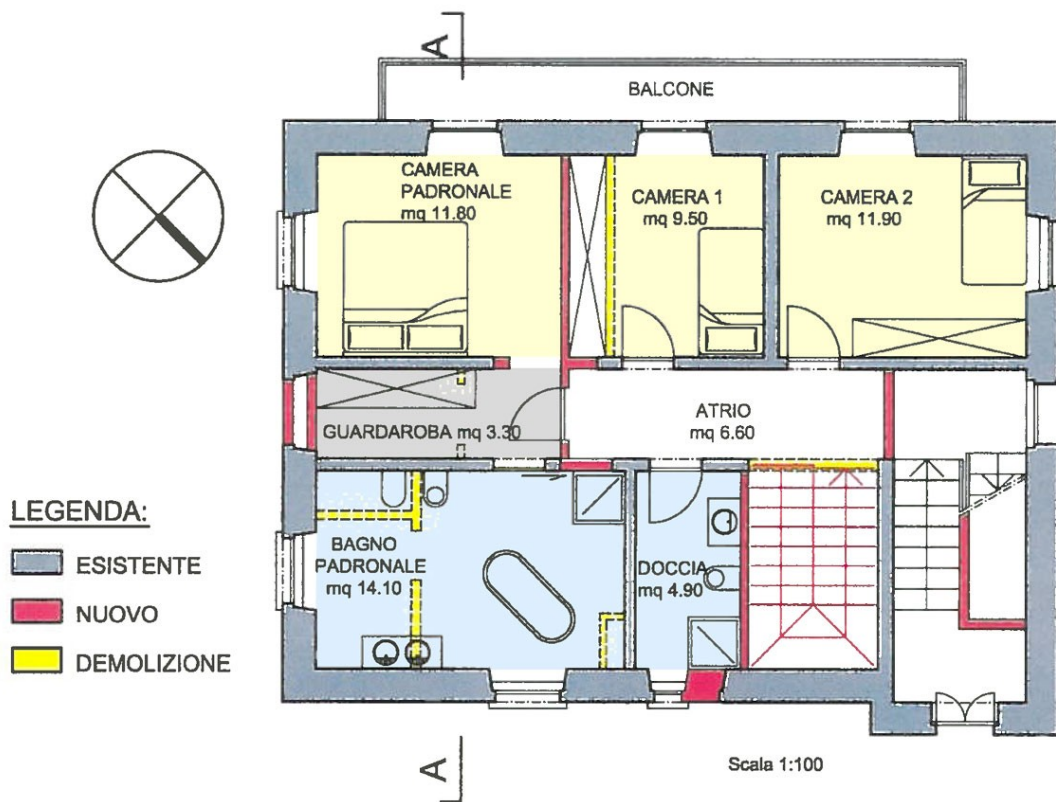 A
BALCONE
CAMERA
PADRONALE
mq 11.80
CAMERA 1
mq 9.50
CAMERA 2
mq 11.90
GUARDAROBA mq 3.30
ATRIO
mq 6.60
LEGENDA:
ESISTENTE
NUOVO
DEMOLIZIONE
BAGNO
PADRONALE
mq 14.10
DOCCIA
mq 4.90
A
Scala 1:100